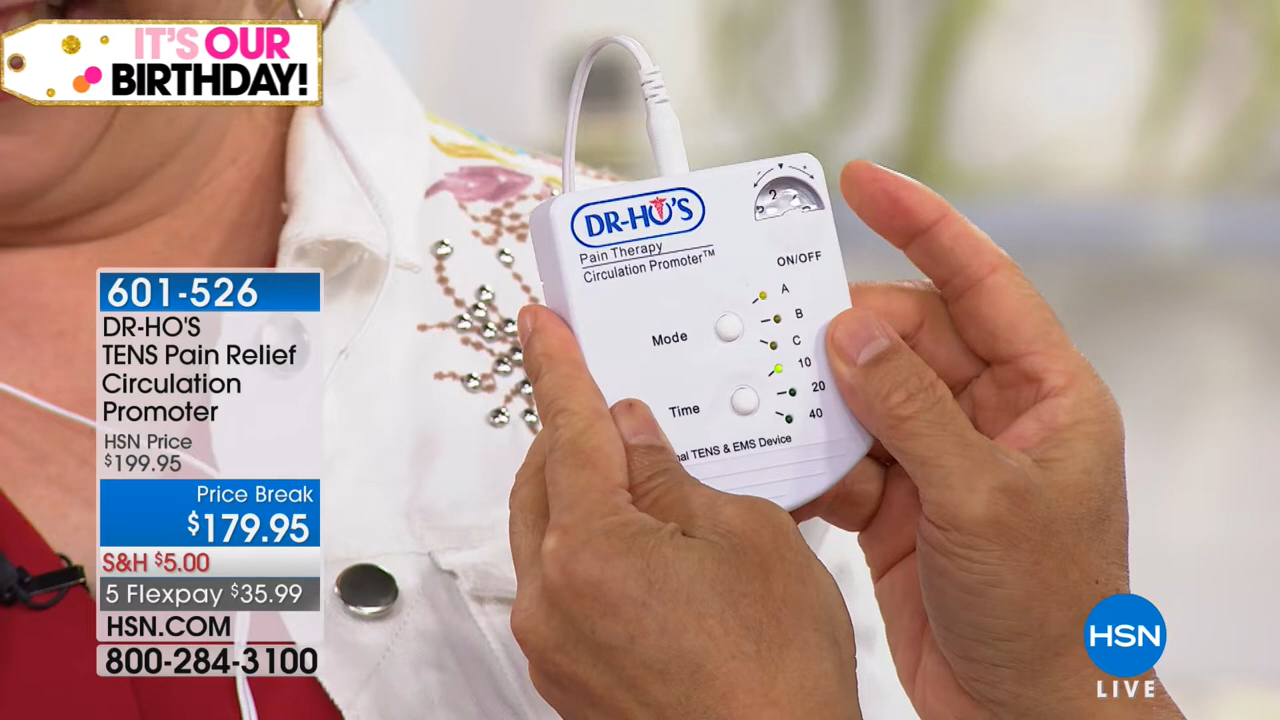 IT'S OUR
BIRTHDAY!
601-526
DR-HO'S
TENS Pain Relief
Circulation
Promoter
HSN Price
$199.95
Price Break
$179.95
S&H $5.00
5 Flexpay $35.99
HSN.COM
800-284-3100
DR-HO'S
Pain Therapy
Circulation Promoter™
ON/OFF
A
B
C
Mode
10
20
40
Time
TENS & EMS Device
HSN
LIVE